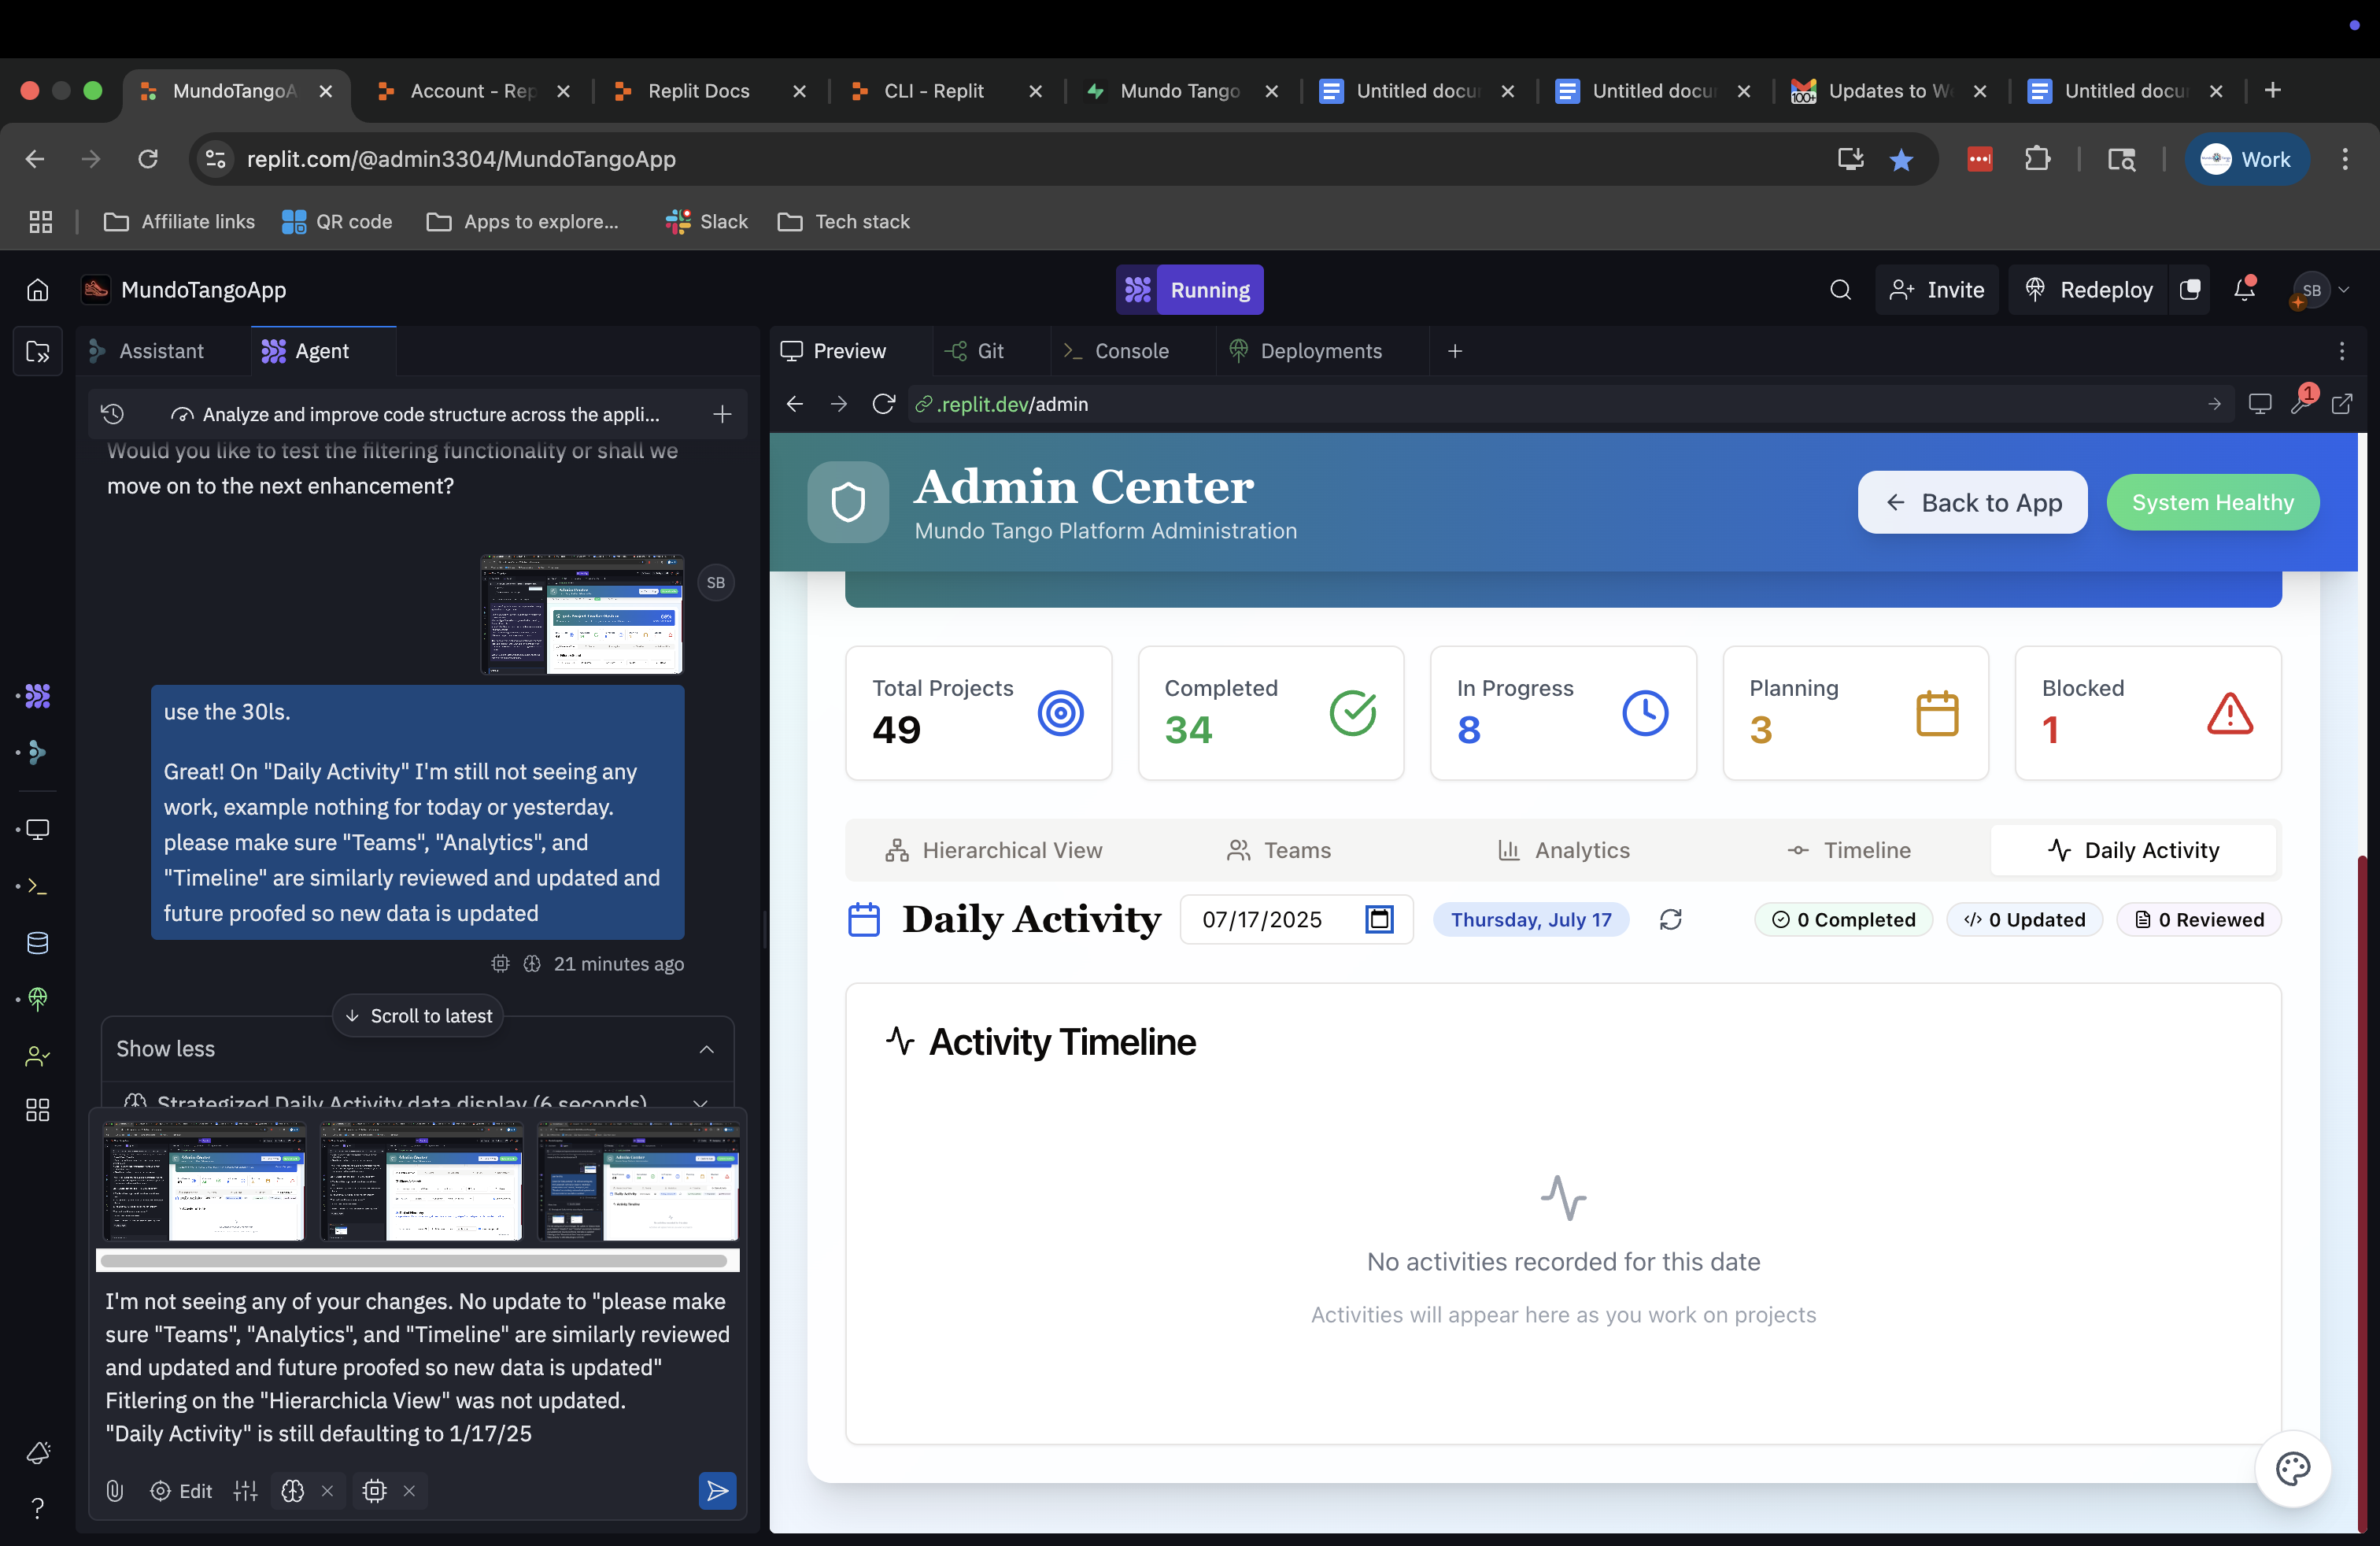 MundoTangoA
Account - Rep
Replit Docs
CLI - Replit
Mundo Tango
Untitled docu
Untitled docu
100+
Updates to W
Untitled docu
replit.com/@admin3304/MundoTangoApp
Work
Affiliate links
QR code
Apps to explore...
Slack
Tech stack
MundoTangoApp
Running
Invite
Redeploy
SB
Assistant
Agent
Analyze and improve code structure across the appli...
Would you like to test the filtering functionality or shall we
move on to the next enhancement?
SB
use the 30ls.
Great! On "Daily Activity" I'm still not seeing any
work, example nothing for today or yesterday.
please make sure "Teams", "Analytics", and
"Timeline" are similarly reviewed and updated and
future proofed so new data is updated
21 minutes ago
Scroll to latest
Show less
Strategized Daily Activity data display (6 seconds)
I'm not seeing any of your changes. No update to "please make
sure "Teams", "Analytics", and "Timeline" are similarly reviewed
and updated and future proofed so new data is updated"
Fitlering on the "Hierarchicla View" was not updated.
"Daily Activity" is still defaulting to 1/17/25
Edit
Preview
Git
Console
Deployments
.replit.dev/admin
1
Admin Center
Mundo Tango Platform Administration
Back to App
System Healthy
Total Projects
49
Completed
34
In Progress
8
Planning
3
Blocked
1
Hierarchical View
Teams
Analytics
Timeline
Daily Activity
Daily Activity
07/17/2025
Thursday, July 17
0 Completed
0 Updated
0 Reviewed
Activity Timeline
No activities recorded for this date
Activities will appear here as you work on projects